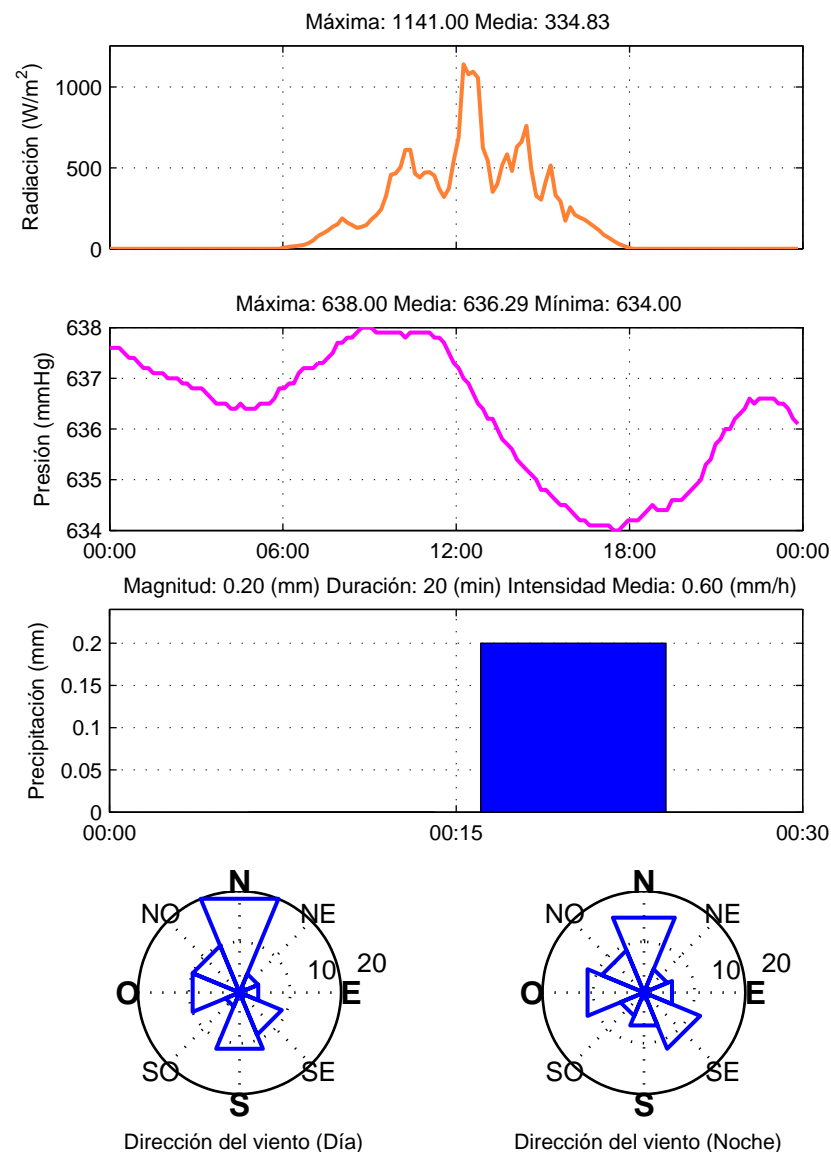 Máxima: 1141.00 Media: 334.83
Radiación (W/m²)
1000
500
0
Máxima: 638.00 Media: 636.29 Mínima: 634.00
Presión (mmHg)
638
637
636
635
634
00:00 06:00 12:00 18:00 00:00
Magnitud: 0.20 (mm) Duración: 20 (min) Intensidad Media: 0.60 (mm/h)
Precipitación (mm)
0.2
0.15
0.1
0.05
0
00:00 00:15 00:30
N
NO NE
10 20
O E
SO SE
S
Dirección del viento (Día)
N
NO NE
10 20
O E
SO SE
S
Dirección del viento (Noche)